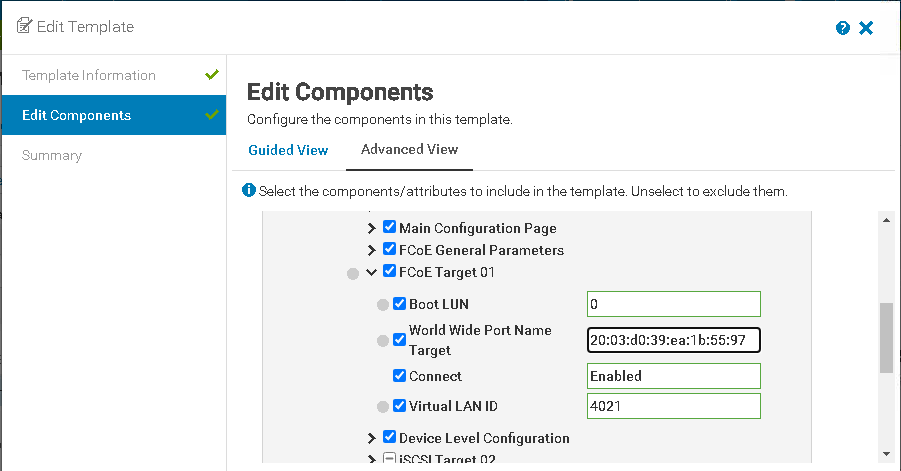 Edit Template
Template Information
Edit Components
Summary
Edit Components
Configure the components in this template.
Guided View
Advanced View
Select the components/attributes to include in the template. Unselect to exclude them.
Main Configuration Page
FCoE General Parameters
FCoE Target 01
Boot LUN
0
World Wide Port Name
Target
20:03:d0:39:ea:1b:55:97
Connect
Enabled
Virtual LAN ID
4021
Device Level Configuration
iSCSI Target 02